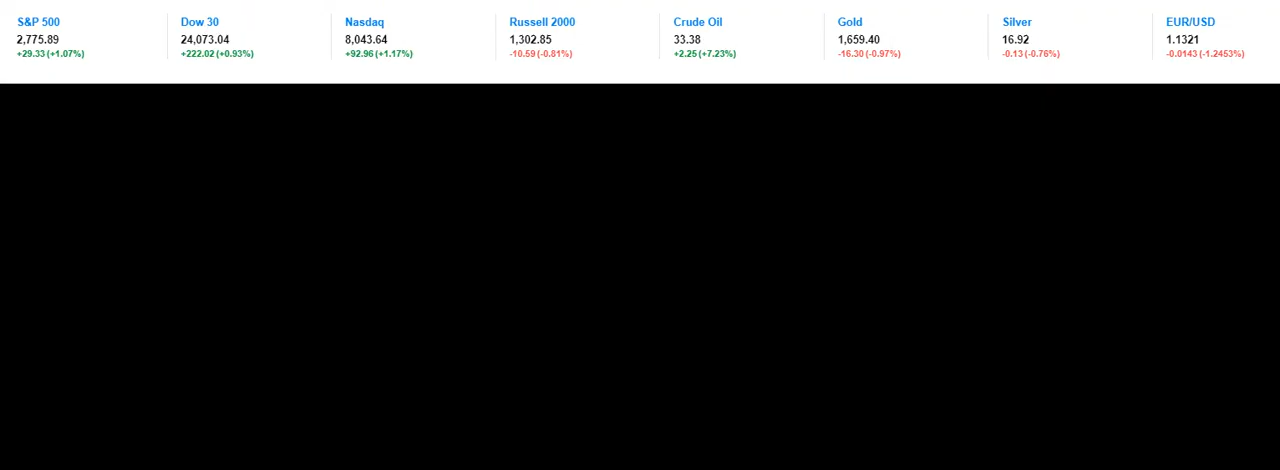 S&P 500 Dow 30 Nasdaq Russell 2000 Crude Oil Gold Silver EUR/USD
2,775.89 24,073.04 8,043.64 1,302.85 33.38 1,659.40 16.92 1.1321
+29.33 (+1.07%) +222.02 (+0.93%) +92.96 (+1.17%) -10.59 (-0.81%) +2.25 (+7.23%) -16.30 (-0.97%) -0.13 (-0.76%) -0.0143 (-1.2453%)